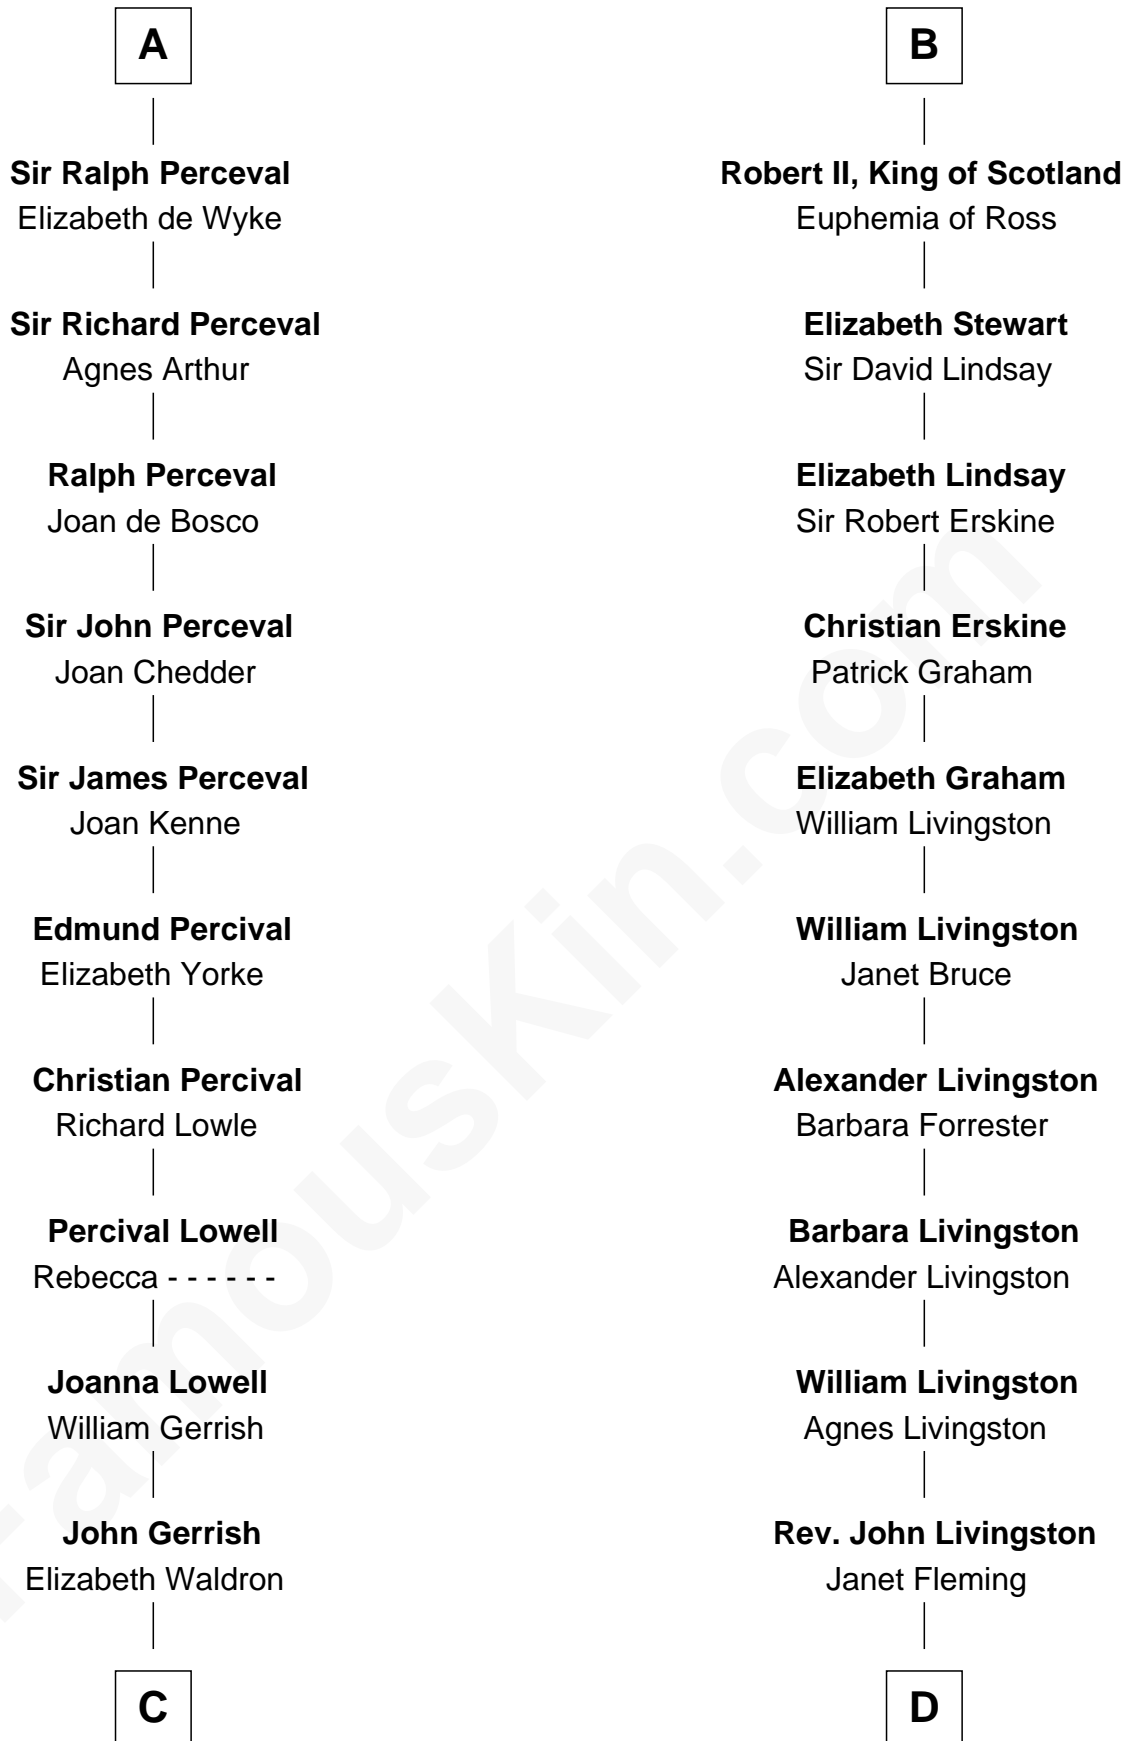 A
Sir Ralph Perceval
Elizabeth de Wyke
Sir Richard Perceval
Agnes Arthur
Ralph Perceval
Joan de Bosco
Sir John Perceval
Joan Chedder
Sir James Perceval
Joan Kenne
Edmund Percival
Elizabeth Yorke
Christian Percival
Richard Lowle
Percival Lowell
Rebecca - - - - - -
Joanna Lowell
William Gerrish
John Gerrish
Elizabeth Waldron
C
B
Robert II, King of Scotland
Euphemia of Ross
Elizabeth Stewart
Sir David Lindsay
Elizabeth Lindsay
Sir Robert Erskine
Christian Erskine
Patrick Graham
Elizabeth Graham
William Livingston
William Livingston
Janet Bruce
Alexander Livingston
Barbara Forrester
Barbara Livingston
Alexander Livingston
William Livingston
Agnes Livingston
Rev. John Livingston
Janet Fleming
D
FamousKin.com